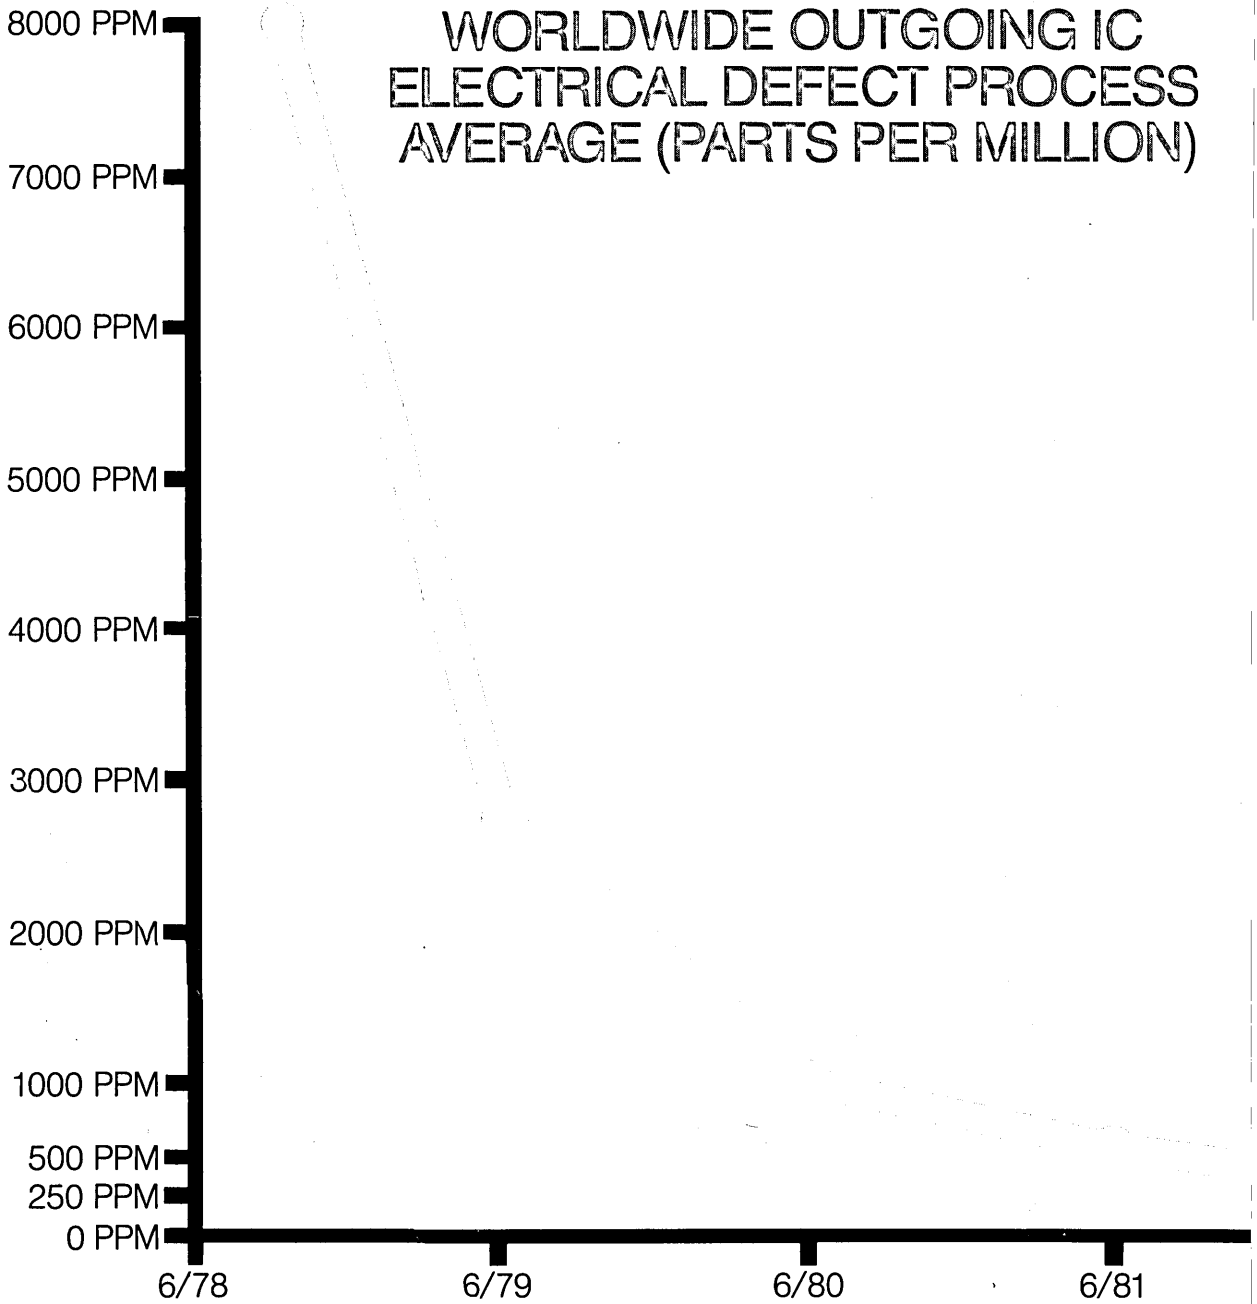 WORLDWIDE OUTGOING IC
ELECTRICAL DEFECT PROCESS
AVERAGE (PARTS PER MILLION)
8000 PPM
7000 PPM
6000 PPM
5000 PPM
4000 PPM
3000 PPM
2000 PPM
1000 PPM
500 PPM
250 PPM
0 PPM
6/78 6/79 6/80 6/81